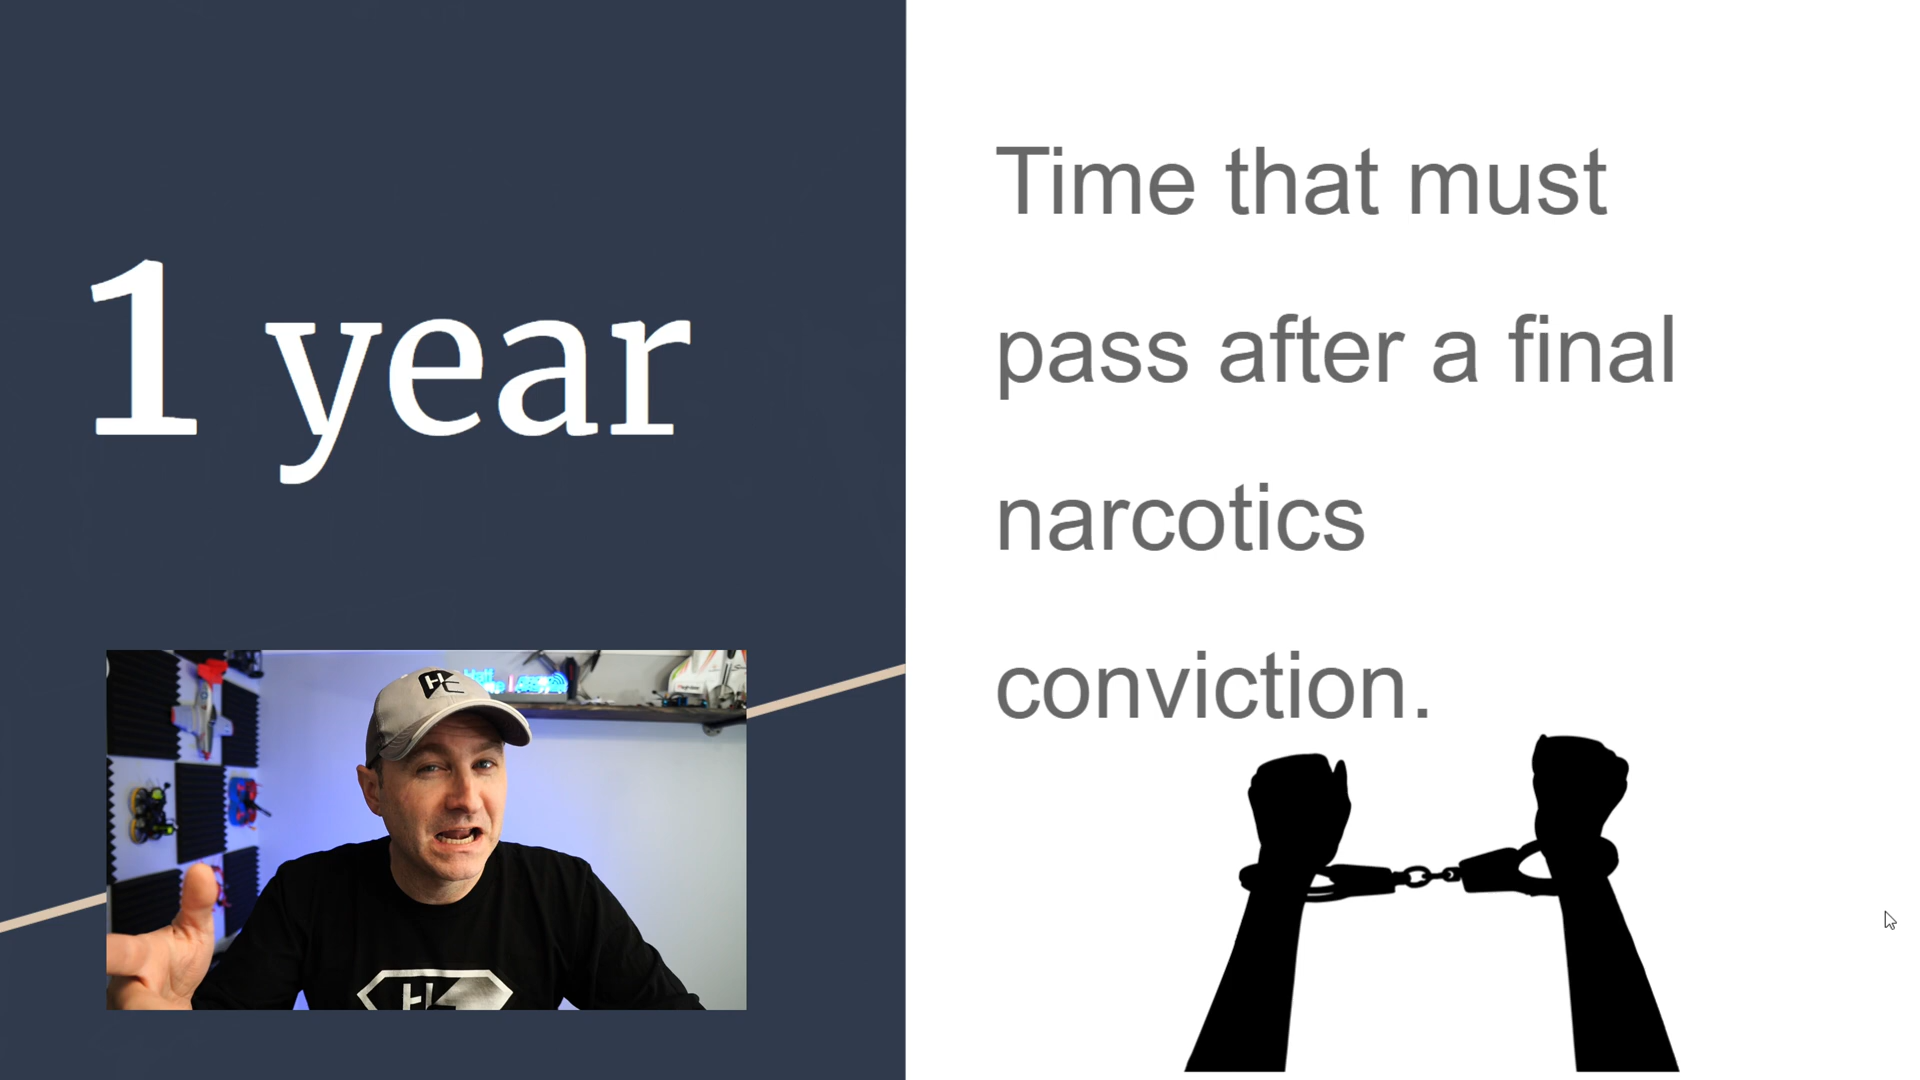 1 year
Time that must
pass after a final
narcotics
conviction.